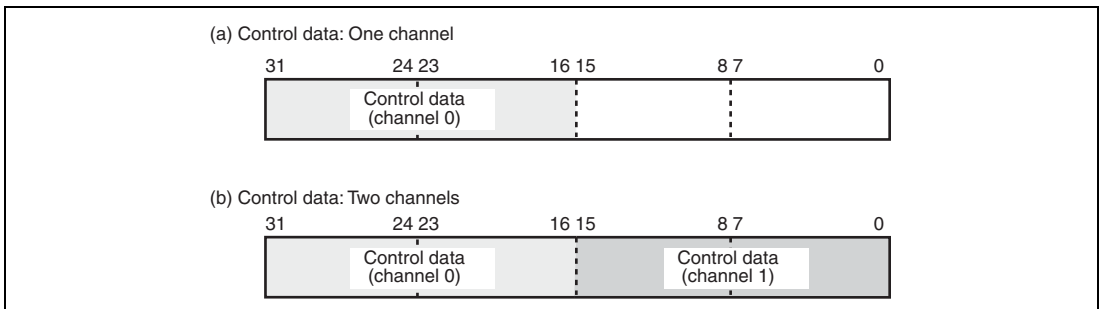 (a) Control data: One channel
31 24 23 16 15 8 7 0
Control data
(channel 0)
(b) Control data: Two channels
31 24 23 16 15 8 7 0
Control data
(channel 0)
Control data
(channel 1)